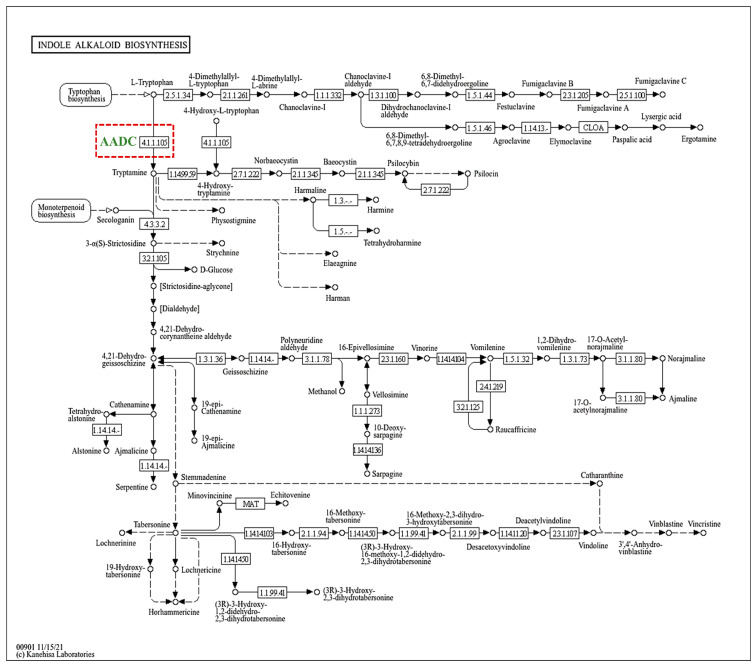 INDOLE ALKALOID BIOSYNTHESIS
Typtophan
biosynthesis
L-Tryptophan
2.5.1.34
4-Dimethylallyl-
L-tryptophan
2.1.1.261
4-Dimethylallyl-
L-abrine
Chanoclavine-I
1.1.1.332
Chanoclavine-I
aldehyde
1.3.1.100
Dihydrochanoclavine-I
aldehyde
6,8-Dimethyl-
6,7-didehydroergoline
1.5.1.44
Festuclavine
Fumigaclavine B
2.3.1.205
Fumigaclavine A
2.5.1.100
Fumigaclavine C
4-Hydroxy-L-tryptophan
AADC
4.1.1.105
4.1.1.105
6,8-Dimethyl-
6,7,8,9-tetradehydroergoline
1.5.1.46
Agroclavine
1.14.13.-
Elymoclavine
CLOA
Paspalic acid
Lysergic acid
Ergotamine
Tryptamine
1.14.99.59
4-Hydroxy-
tryptamine
2.7.1.222
Norbaeocystin
2.1.1.345
Baeocystin
2.1.1.345
Psilocybin
Psilocin
2.7.1.222
Monoterpenoid
biosynthesis
Secologanin
Physostigmine
Harmaline
1.3.-.-
Harmine
1.5.-.-
Tetrahydroharmine
4.3.3.2
3-α(S)-Strictosidine
Strychnine
Elaeagnine
3.2.1.105
D-Glucose
Harman
[Strictosidine-aglycone]
[Dialdehyde]
4,21-Dehydro-
corynantheine aldehyde
4,21-Dehydro-
geissoschizine
1.3.1.36
Geissoschizine
1.14.14.-
Polyneuridine
aldehyde
3.1.1.78
Methanol
16-Epivellosimine
2.3.1.160
Vinorine
1.14.14.104
Vomilenine
1.5.1.32
1,2-Dihydro-
vomilenine
1.3.1.73
17-O-Acetyl-
norajmaline
3.1.1.80
Norajmaline
17-O-
acetylnorajmaline
3.1.1.80
Ajmaline
2.4.1.219
3.2.1.125
Raucaffricine
Vellosimine
1.1.1.273
10-Deoxy-
sarpagine
1.14.14.136
Sarpagine
Cathenamine
Tetrahydro-
alstonine
1.14.14.-
Alstonine
Ajmalicine
1.14.14.-
Serpentine
19-epi-
Cathenamine
19-epi-
Ajmalicine
Stemmadenine
Catharanthine
Minovincinine
MAT
Echitovenine
Tabersonine
Lochnerinine
1.14.14.103
16-Hydroxy-
tabersonine
2.1.1.94
16-Methoxy-
tabersonine
1.14.14.50
(3R)-3-Hydroxy-
16-methoxy-1,2-didehydro-
2,3-dihydrotabersonine
1.1.99.41
16-Methoxy-2,3-dihydro-
3-hydroxytabersonine
2.1.1.99
Desacetoxyvindoline
1.14.11.20
Deacetylvindoline
2.3.1.107
Vindoline
3',4'-Anhydro-
vinblastine
Vinblastine
Vincristine
19-Hydroxy-
tabersonine
Lochnericine
Horhammericine
1.14.14.50
(3R)-3-Hydroxy-
1,2-didehydro-
2,3-dihydrotabersonine
1.1.99.41
(3R)-3-Hydroxy-
2,3-dihydrotabersonine
00901 11/15/21
(c) Kanehisa Laboratories